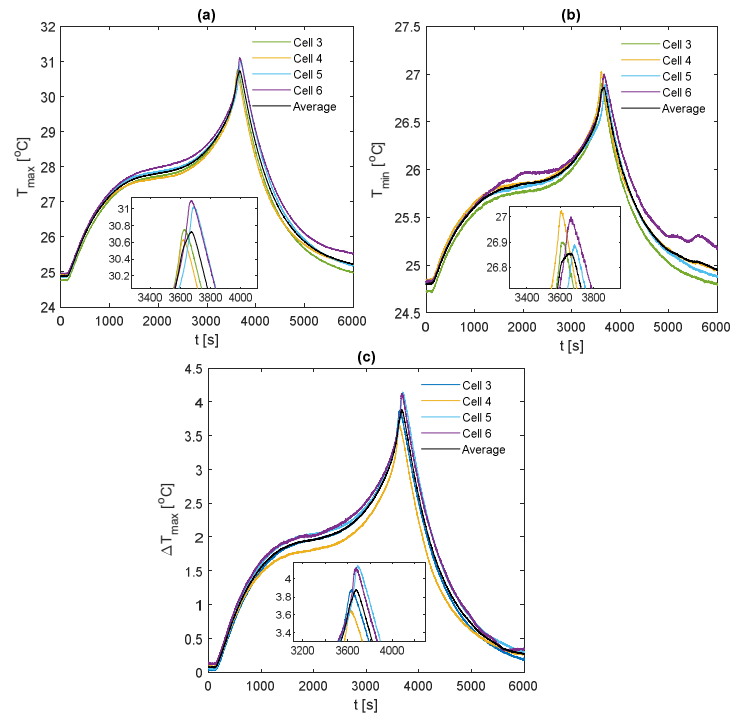 (a)
32
31
30
29
28
27
26
25
24
T_max [°C]
Cell 3
Cell 4
Cell 5
Cell 6
Average
31
30.8
30.6
30.4
30.2
3400 3600 3800 4000
0 1000 2000 3000 4000 5000 6000
t [s]
(b)
27.5
27
26.5
26
25.5
25
24.5
T_min [°C]
Cell 3
Cell 4
Cell 5
Cell 6
Average
27
26.9
26.8
3400 3600 3800
0 1000 2000 3000 4000 5000 6000
t [s]
(c)
4.5
4
3.5
3
2.5
2
1.5
1
0.5
0
Δ T_max [°C]
Cell 3
Cell 4
Cell 5
Cell 6
Average
4
3.8
3.6
3.4
3200 3600 4000
0 1000 2000 3000 4000 5000 6000
t [s]